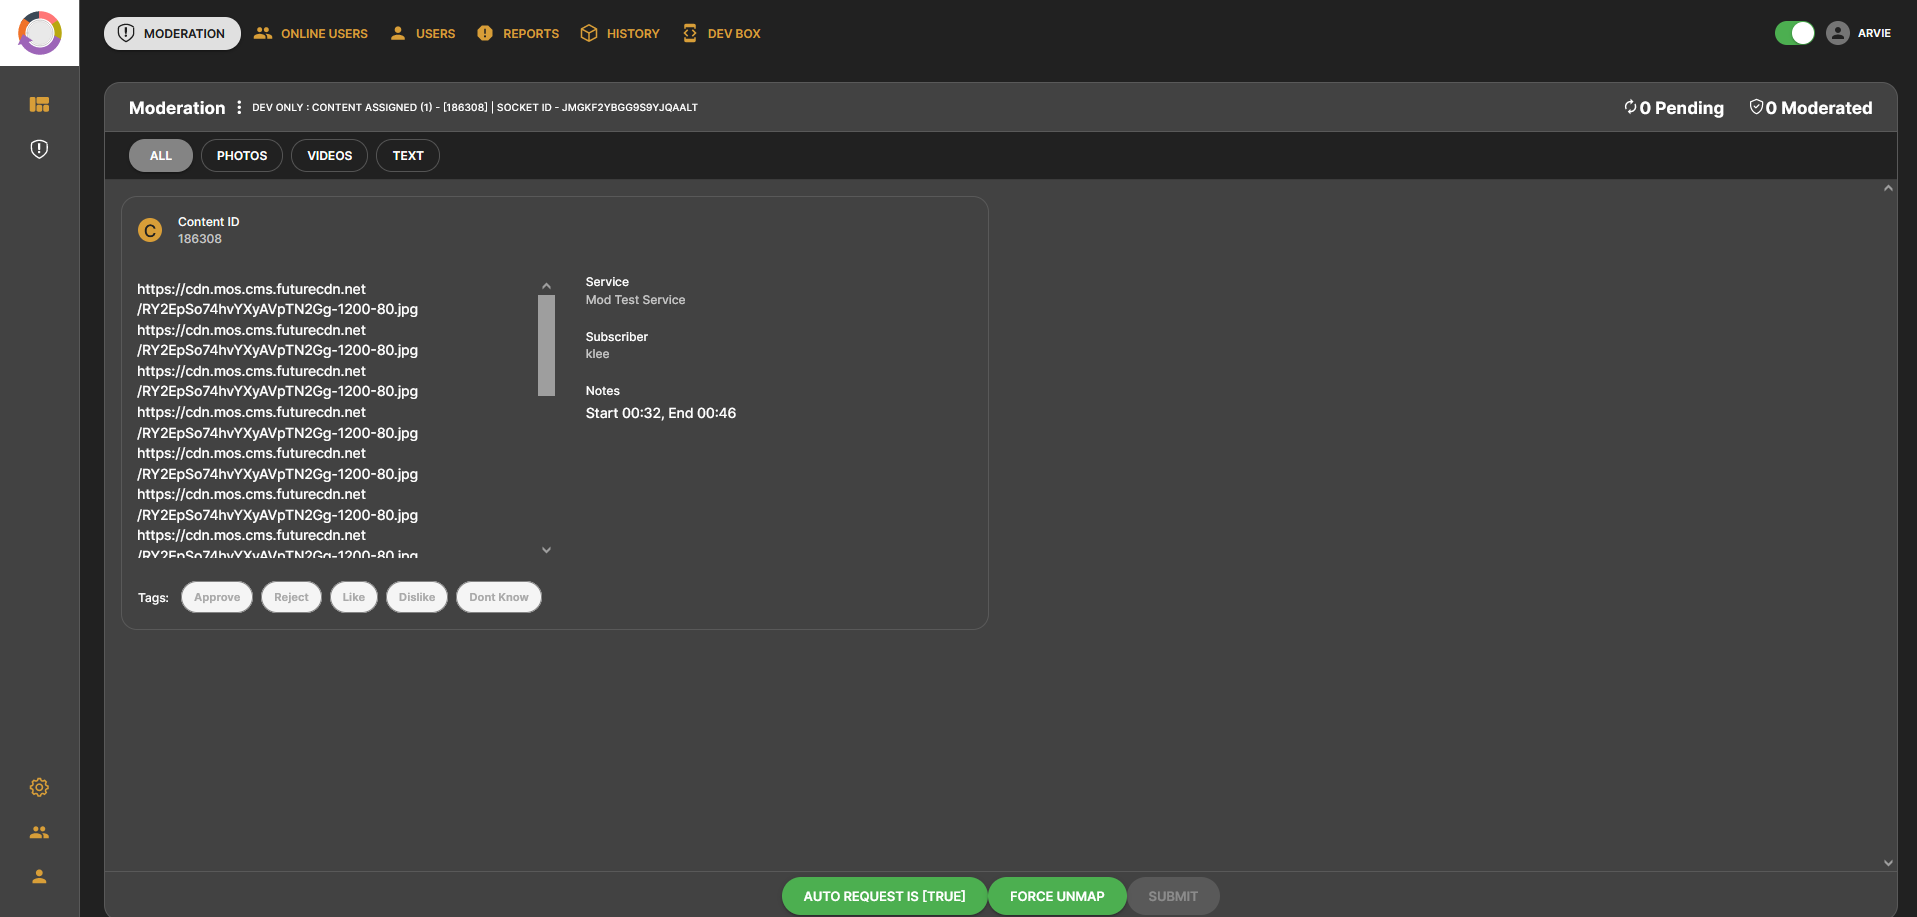 MODERATION ONLINE USERS USERS REPORTS HISTORY DEV BOX ARVIE
Moderation DEV ONLY : CONTENT ASSIGNED (1) - [186308] | SOCKET ID - JMGKF2YBGG9S9YJQAALT 0 Pending 0 Moderated
ALL PHOTOS VIDEOS TEXT
C
Content ID
186308
https://cdn.mos.cms.futurecdn.net
/RY2EpSo74hvYXyAVpTN2Gg-1200-80.jpg
https://cdn.mos.cms.futurecdn.net
/RY2EpSo74hvYXyAVpTN2Gg-1200-80.jpg
https://cdn.mos.cms.futurecdn.net
/RY2EpSo74hvYXyAVpTN2Gg-1200-80.jpg
https://cdn.mos.cms.futurecdn.net
/RY2EpSo74hvYXyAVpTN2Gg-1200-80.jpg
https://cdn.mos.cms.futurecdn.net
/RY2EpSo74hvYXyAVpTN2Gg-1200-80.jpg
https://cdn.mos.cms.futurecdn.net
/RY2EpSo74hvYXyAVpTN2Gg-1200-80.jpg
https://cdn.mos.cms.futurecdn.net
/RY2EpSo74hvYXyAVpTN2Gg-1200-80.jpg
Service
Mod Test Service
Subscriber
klee
Notes
Start 00:32, End 00:46
Tags: Approve Reject Like Dislike Dont Know
AUTO REQUEST IS [TRUE] FORCE UNMAP SUBMIT